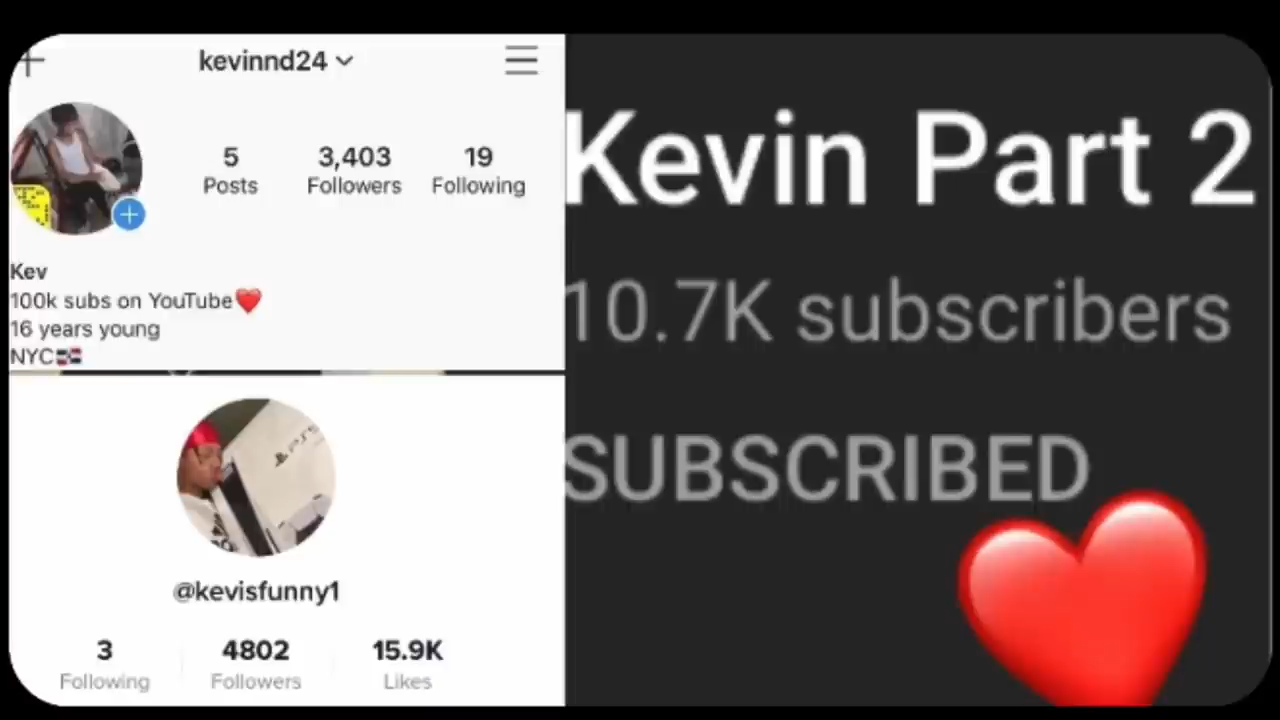 kevinnd24
5 3,403 19
Posts Followers Following
Kev
100k subs on YouTube❤️
16 years young
NYC🇩🇴
PS5
@kevisfunny1
3 4802 15.9K
Following Followers Likes
Kevin Part 2
10.7K subscribers
SUBSCRIBED